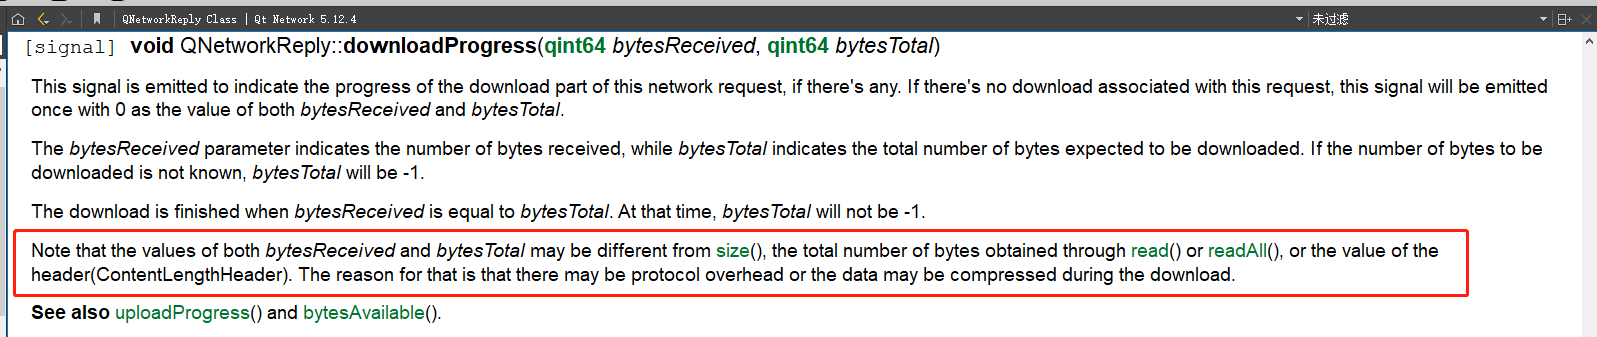 QNetworkReply Class | Qt Network 5.12.4
未过滤
[signal] void QNetworkReply::downloadProgress(qint64 bytesReceived, qint64 bytesTotal)
This signal is emitted to indicate the progress of the download part of this network request, if there's any. If there's no download associated with this request, this signal will be emitted
once with 0 as the value of both bytesReceived and bytesTotal.
The bytesReceived parameter indicates the number of bytes received, while bytesTotal indicates the total number of bytes expected to be downloaded. If the number of bytes to be
downloaded is not known, bytesTotal will be -1.
The download is finished when bytesReceived is equal to bytesTotal. At that time, bytesTotal will not be -1.
Note that the values of both bytesReceived and bytesTotal may be different from size(), the total number of bytes obtained through read() or readAll(), or the value of the
header(ContentLengthHeader). The reason for that is that there may be protocol overhead or the data may be compressed during the download.
See also uploadProgress() and bytesAvailable().